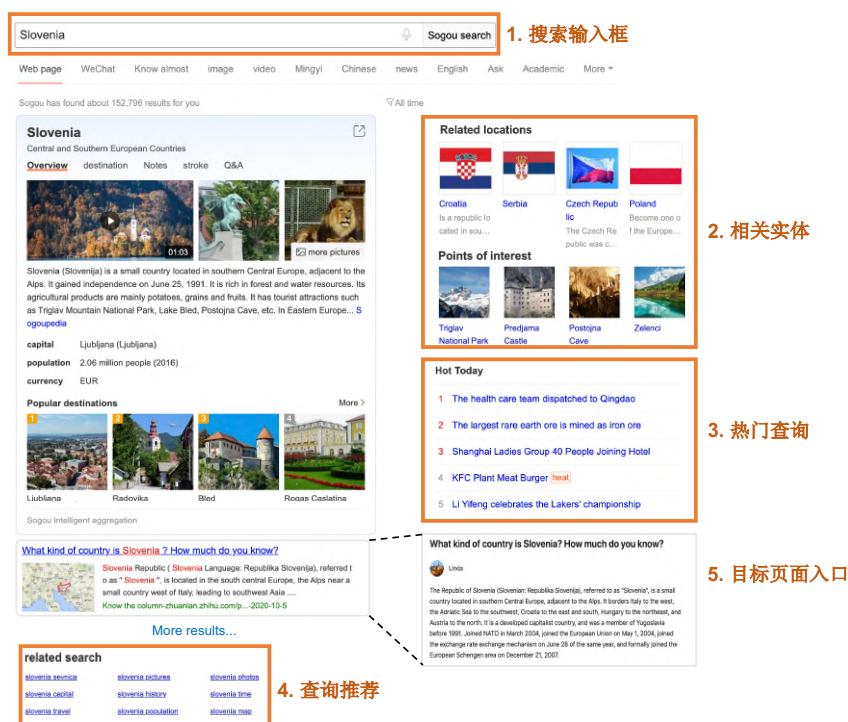 Slovenia
Sogou search
1. 搜索输入框
Web page WeChat Know almost image video Mingyi Chinese news English Ask Academic More
Sogou has found about 152,796 results for you
All time
Slovenia
Central and Southern European Countries
Overview destination Notes stroke Q&A
01:03
more pictures
Slovenia (Slovenija) is a small country located in southern Central Europe, adjacent to the
Alps. It gained independence on June 25, 1991. It is rich in forest and water resources. Its
agricultural products are mainly potatoes, grains and fruits. It has tourist attractions such
as Triglav Mountain National Park, Lake Bled, Postojna Cave, etc. In Eastern Europe... S
ogoupedia
capital Ljubljana (Ljubljana)
population 2.06 million people (2016)
currency EUR
Popular destinations
More >
1 2 3 4
Ljubljana Radovika Bled Rogas Caslatina
Sogou intelligent aggregation
Related locations
Croatia Serbia Czech Repub Poland
lic
Is a republic lo
cated in sou...
The Czech Re
public was c...
Become one o
f the Europe...
Points of interest
Triglav Predjama Postojna Zelenci
National Park Castle Cave
2. 相关实体
Hot Today
1 The health care team dispatched to Qingdao
2 The largest rare earth ore is mined as iron ore
3 Shanghai Ladies Group 40 People Joining Hotel
4 KFC Plant Meat Burger heat
5 Li Yifeng celebrates the Lakers' championship
3. 热门查询
What kind of country is Slovenia ? How much do you know?
Slovenia Republic ( Slovenia Language: Republika Slovenija), referred t
o as " Slovenia ", is located in the south central Europe, the Alps near a
small country west of Italy, leading to southwest Asia ....
Know the column-zhuanlan.zhihu.com/p...-2020-10-5
More results...
What kind of country is Slovenia? How much do you know?
Linda
The Republic of Slovenia (Slovenian: Republika Slovenija), referred to as "Slovenia", is a small
country located in southern Central Europe, adjacent to the Alps. It borders Italy to the west,
the Adriatic Sea to the southwest, Croatia to the east and south, Hungary to the northeast, and
Austria to the north. It is a developed capitalist country, and was a member of Yugoslavia
before 1991. Joined NATO in March 2004, joined the European Union on May 1, 2004, joined
the exchange rate exchange mechanism on June 28 of the same year, and formally joined the
European Schengen area on December 21, 2007.
5. 目标页面入口
related search
slovenia sevnica slovenia pictures slovenia photos
slovenia capital slovenia history slovenia time
slovenia travel slovenia population slovenia map
4. 查询推荐